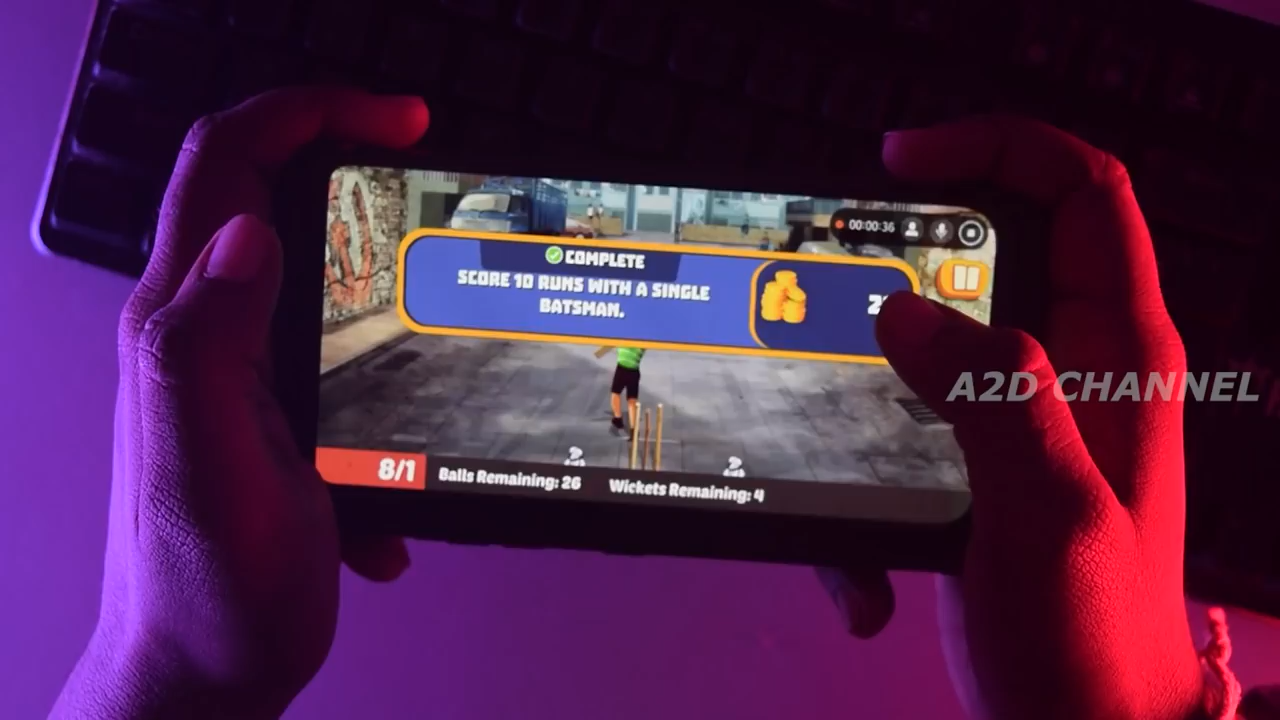 00:00:36
COMPLETE
SCORE 10 RUNS WITH A SINGLE
BATSMAN.
A2D CHANNEL
8/1
Balls Remaining: 26
Wickets Remaining: 4